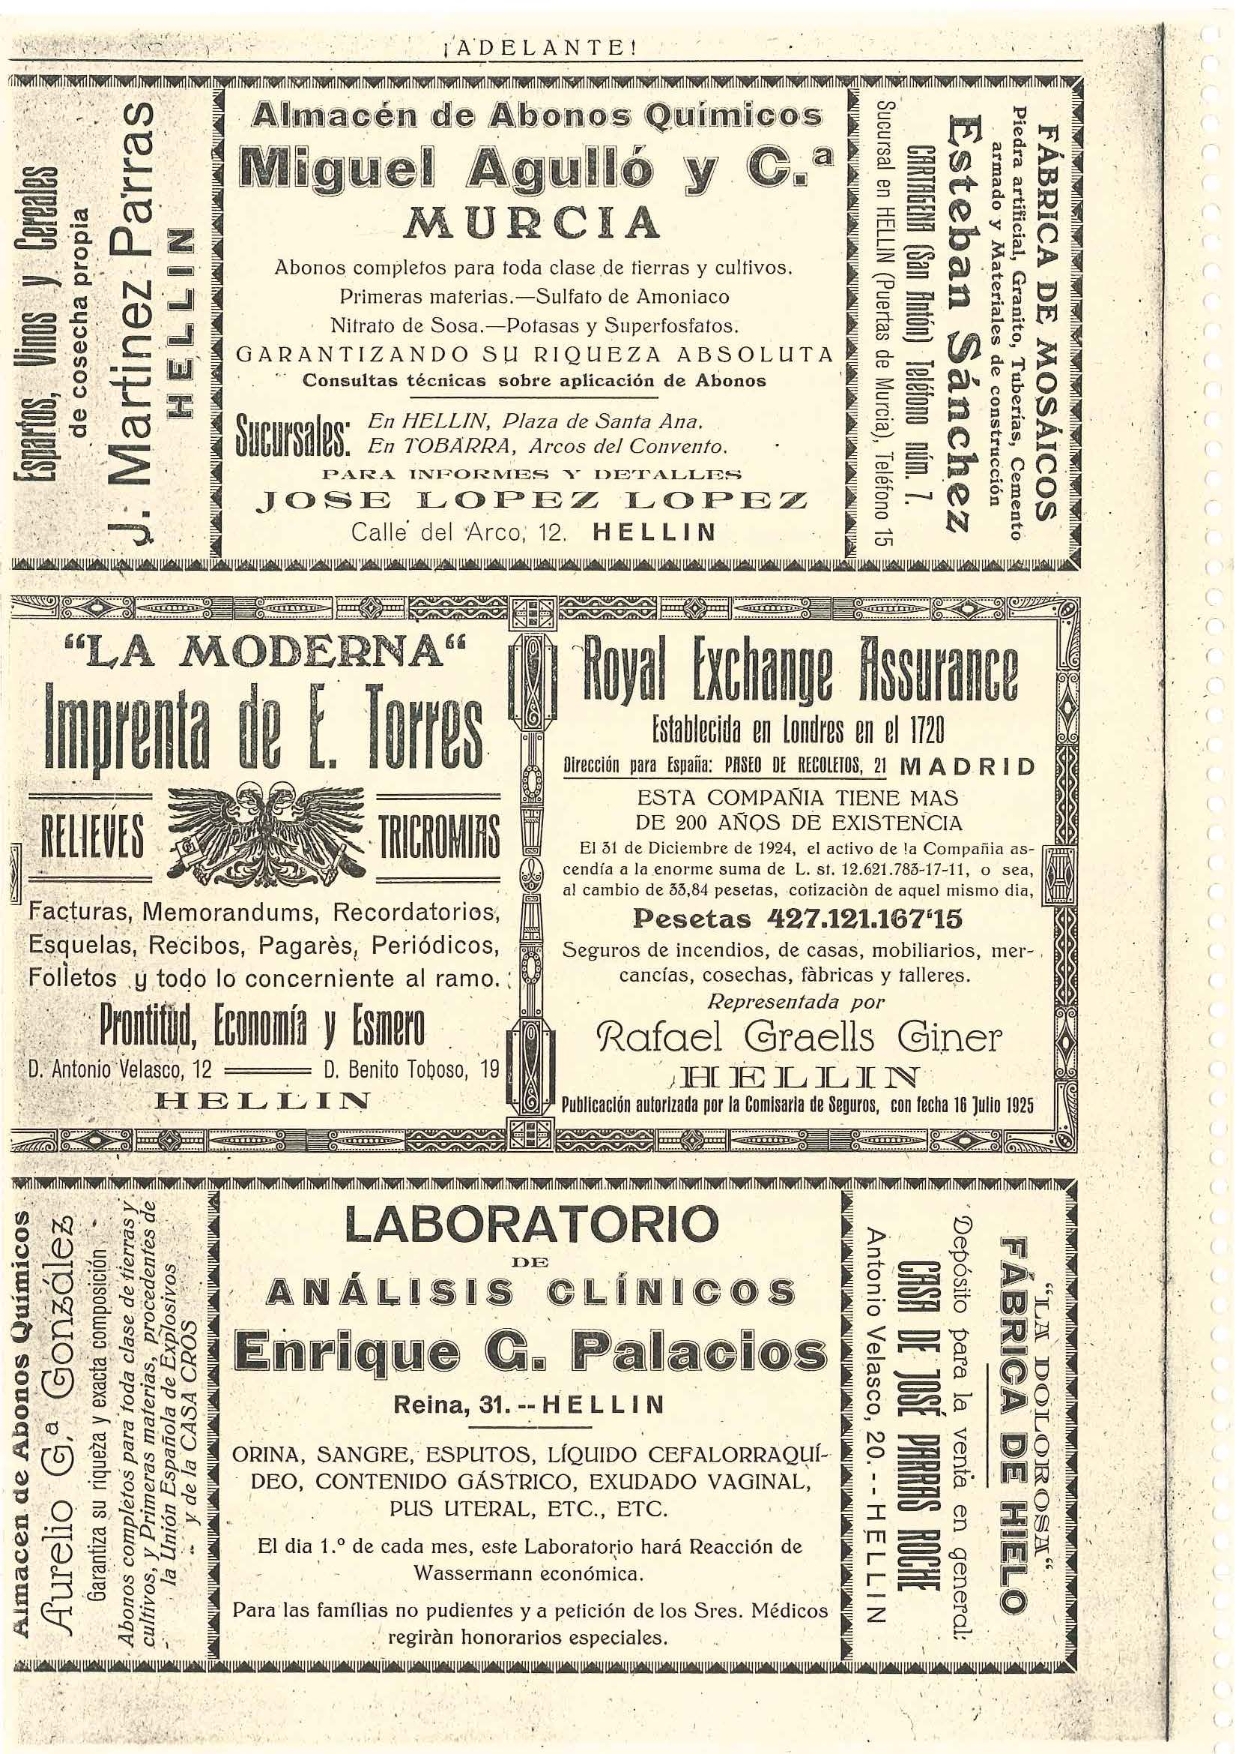 ¡ADELANTE!
Espartos, Vinos y Cereales
de cosecha propia
J. Martinez Parras
HELLIN
Almacén de Abonos Químicos
Miguel Agulló y C.ª
MURCIA
Abonos completos para toda clase de tierras y cultivos.
Primeras materias.—Sulfato de Amoniaco
Nitrato de Sosa.—Potasas y Superfosfatos.
GARANTIZANDO SU RIQUEZA ABSOLUTA
Consultas técnicas sobre aplicación de Abonos
Sucursales: En HELLIN, Plaza de Santa Ana.
En TOBARRA, Arcos del Convento.
PARA INFORMES Y DETALLES
JOSE LOPEZ LOPEZ
Calle del Arco, 12. HELLIN
FÁBRICA DE MOSÁICOS
Piedra artificial, Granito, Tuberías, Cemento
armado y Materiales de construcción
Esteban Sánchez
CARTAGENA (San Antón) Teléfono núm. 7.
Sucursal en HELLIN (Puertas de Murcia), Teléfono 15
"LA MODERNA"
Imprenta de E. Torres
RELIEVES TRICROMIAS
Facturas, Memorandums, Recordatorios,
Esquelas, Recibos, Pagarès, Periódicos,
Folletos y todo lo concerniente al ramo.
Prontitud, Economía y Esmero
D. Antonio Velasco, 12 D. Benito Toboso, 19
HELLIN
Royal Exchange Assurance
Establecida en Londres en el 1720
Dirección para España: PASEO DE RECOLETOS, 21 MADRID
ESTA COMPAÑIA TIENE MAS
DE 200 AÑOS DE EXISTENCIA
El 31 de Diciembre de 1924, el activo de la Compañia as-
cendía a la enorme suma de L. st. 12.621.783-17-11, o sea,
al cambio de 33,84 pesetas, cotizaciòn de aquel mismo dia,
Pesetas 427.121.167'15
Seguros de incendios, de casas, mobiliarios, mer-
cancías, cosechas, fàbricas y talleres.
Representada por
Rafael Graells Giner
HELLIN
Publicación autorizada por la Comisaria de Seguros, con fecha 16 Julio 1925
Almacen de Abonos Químicos
Aurelio G.ª González
Garantiza su riqueza y exacta composición
Abonos completos para toda clase de tierras y
cultivos, y Primeras materias, procedentes de
la Unión Española de Explosivos
y de la CASA CROS
LABORATORIO
DE
ANÁLISIS CLÍNICOS
Enrique G. Palacios
Reina, 31. -- HELLIN
ORINA, SANGRE, ESPUTOS, LÍQUIDO CEFALORRAQUÍ-
DEO, CONTENIDO GÁSTRICO, EXUDADO VAGINAL,
PUS UTERAL, ETC., ETC.
El dia 1.º de cada mes, este Laboratorio hará Reacción de
Wassermann económica.
Para las famílias no pudientes y a petición de los Sres. Médicos
regiràn honorarios especiales.
"LA DOLOROSA"
FÁBRICA DE HIELO
Depósito para la venta en general:
CASA DE JOSÉ PARRAS ROCHE
Antonio Velasco, 20. -- HELLIN